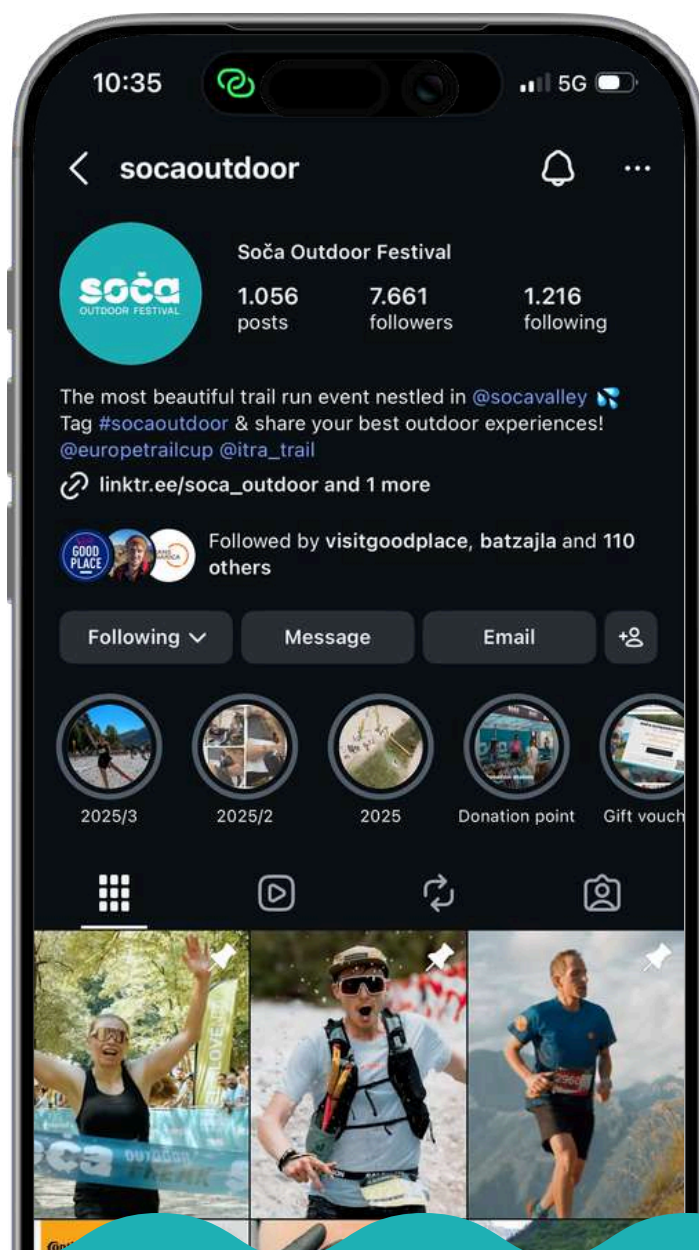 10:35
5G
socaoutdoor
Soča Outdoor Festival
soča
OUTDOOR FESTIVAL
1.056
7.661
1.216
posts
followers
following
The most beautiful trail run event nestled in @socavalley
Tag #socaoutdoor & share your best outdoor experiences!
@europetrailcup @itra_trail
linktr.ee/soca_outdoor and 1 more
GOOD
PLACE
Followed by visitgoodplace, batzajla and 110
others
Following
Message
Email
2025/3
2025/2
2025
Donation point
Gift vouch